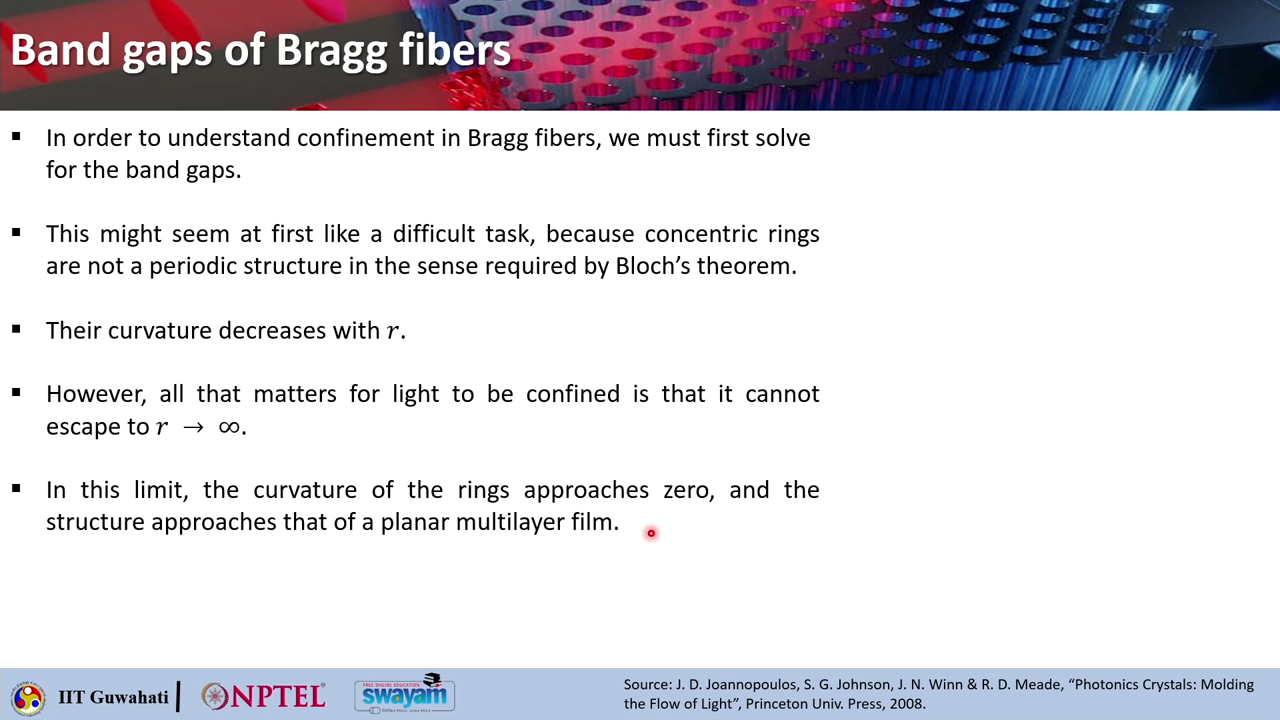 Band gaps of Bragg fibers
▪ In order to understand confinement in Bragg fibers, we must first solve
for the band gaps.
▪ This might seem at first like a difficult task, because concentric rings
are not a periodic structure in the sense required by Bloch's theorem.
▪ Their curvature decreases with r.
▪ However, all that matters for light to be confined is that it cannot
escape to r → ∞.
▪ In this limit, the curvature of the rings approaches zero, and the
structure approaches that of a planar multilayer film.
IIT Guwahati
NPTEL
FREE ONLINE EDUCATION
swayam
Source: J. D. Joannopoulos, S. G. Johnson, J. N. Winn & R. D. Meade, “Photonics Crystals: Molding
the Flow of Light”, Princeton Univ. Press, 2008.